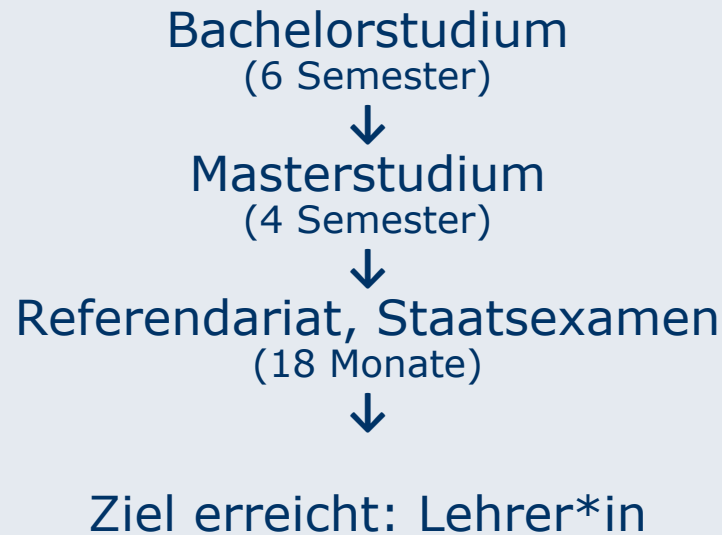 Bachelorstudium
(6 Semester)
↓
Masterstudium
(4 Semester)
↓
Referendariat, Staatsexamen
(18 Monate)
↓
Ziel erreicht: Lehrer*in